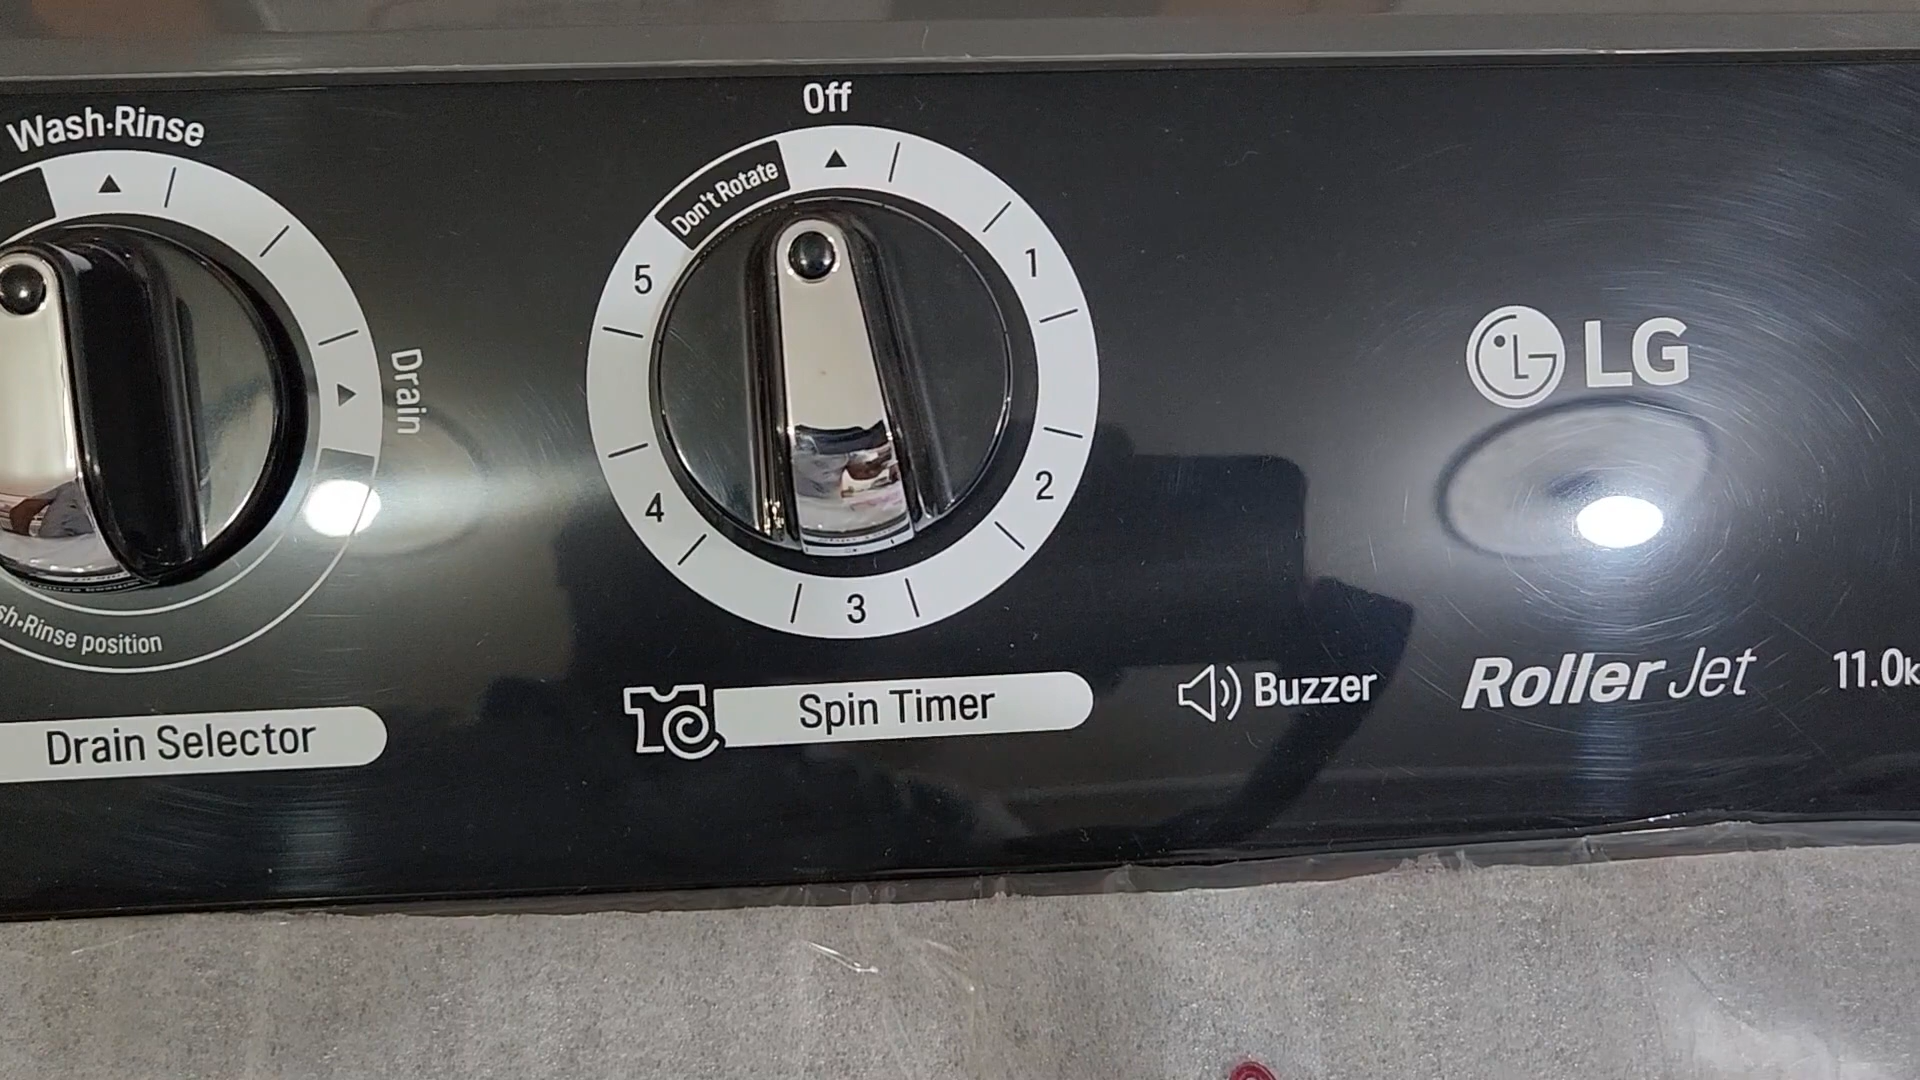 Wash·Rinse
Drain
sh·Rinse position
Drain Selector
Off
Don't Rotate
1
2
3
4
5
Spin Timer
Buzzer
LG
Roller Jet
11.0k